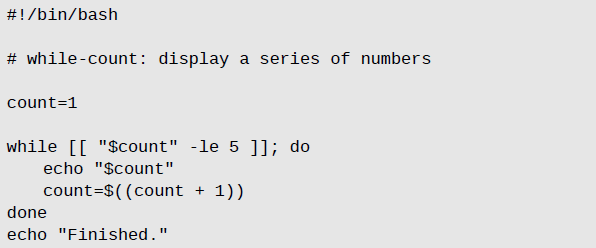 #!/bin/bash
# while-count: display a series of numbers
count=1
while [[ "$count" -le 5 ]]; do
echo "$count"
count=$((count + 1))
done
echo "Finished."